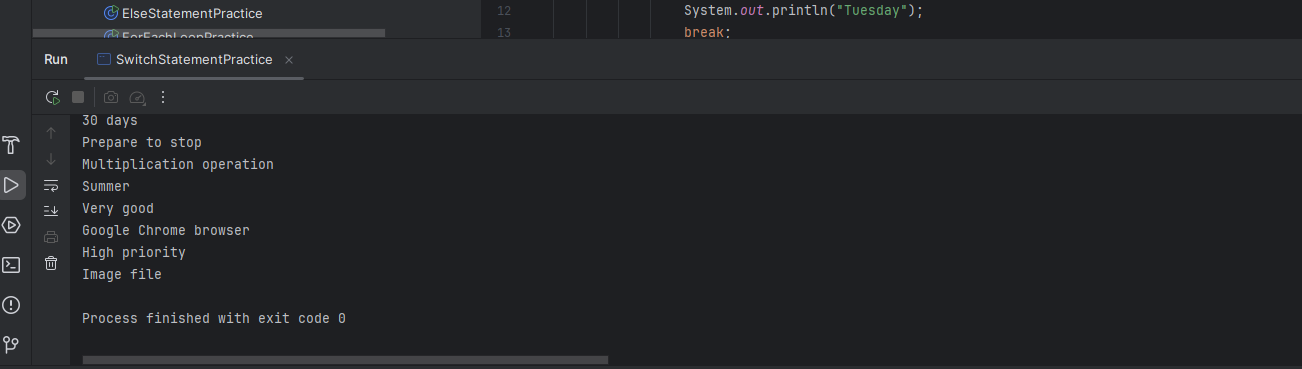 ElseStatementPractice
12 System.out.println("Tuesday");
ForEachLoopPractice
13 break;
Run SwitchStatementPractice
30 days
Prepare to stop
Multiplication operation
Summer
Very good
Google Chrome browser
High priority
Image file
Process finished with exit code 0